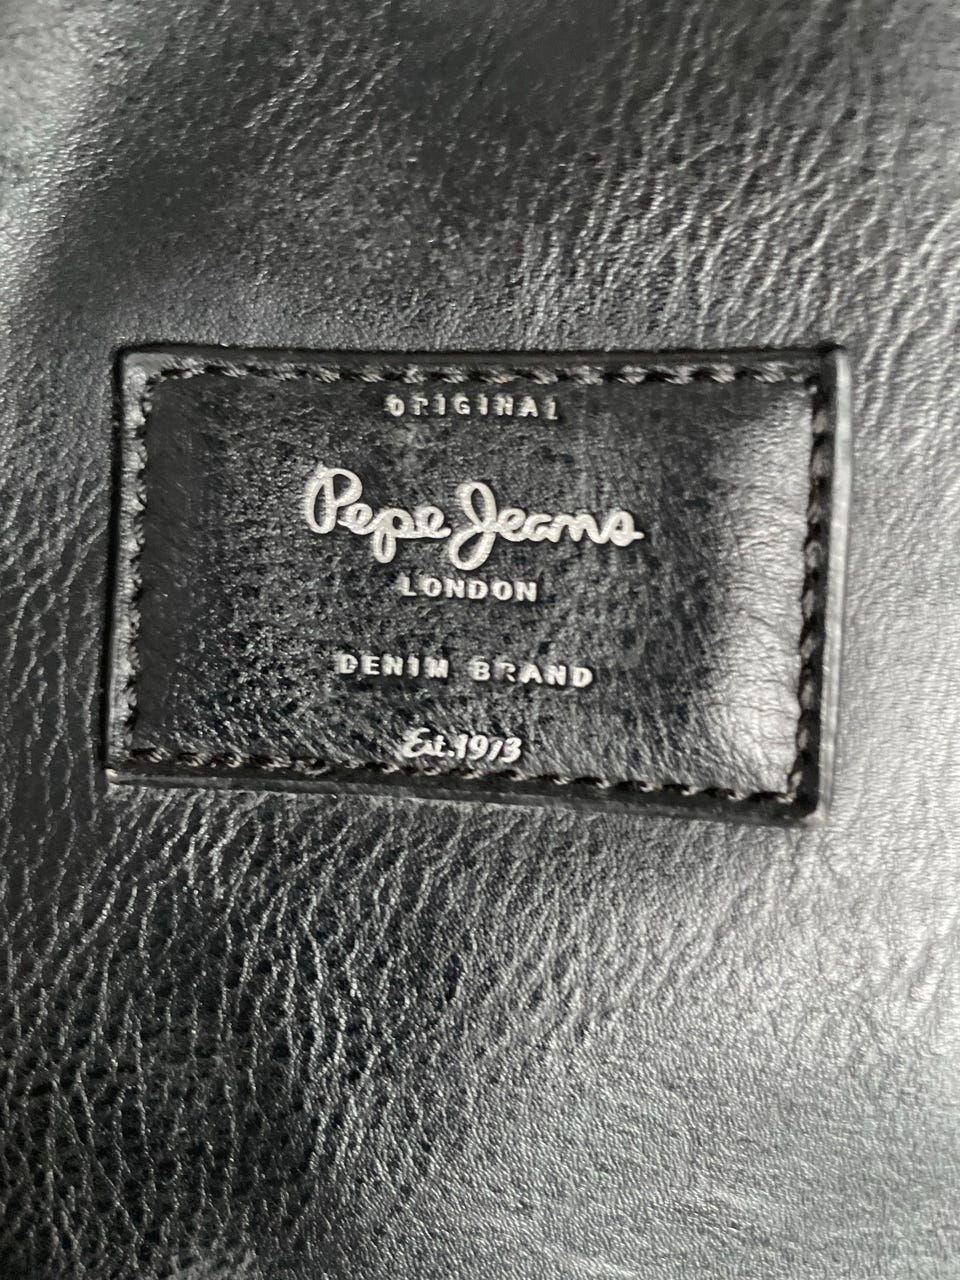 ORIGINAL
Pepe Jeans
LONDON
DENIM BRAND
Est.1973